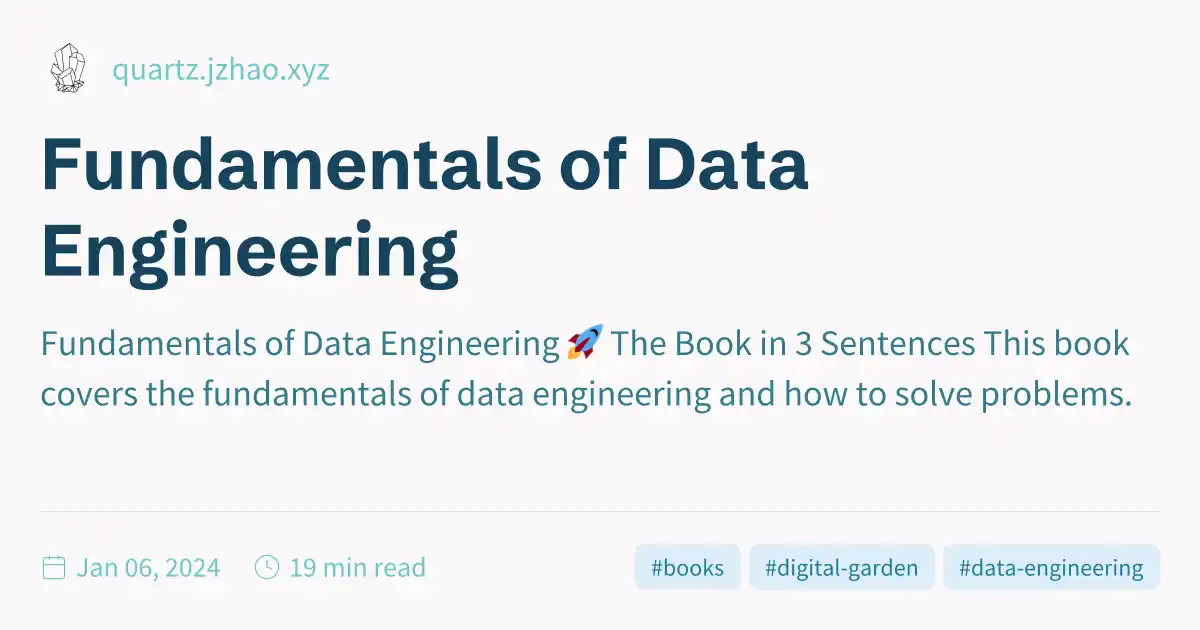 quartz.jzhao.xyz
Fundamentals of Data
Engineering
Fundamentals of Data Engineering 🚀 The Book in 3 Sentences This book
covers the fundamentals of data engineering and how to solve problems.
Jan 06, 2024 19 min read #books #digital-garden #data-engineering